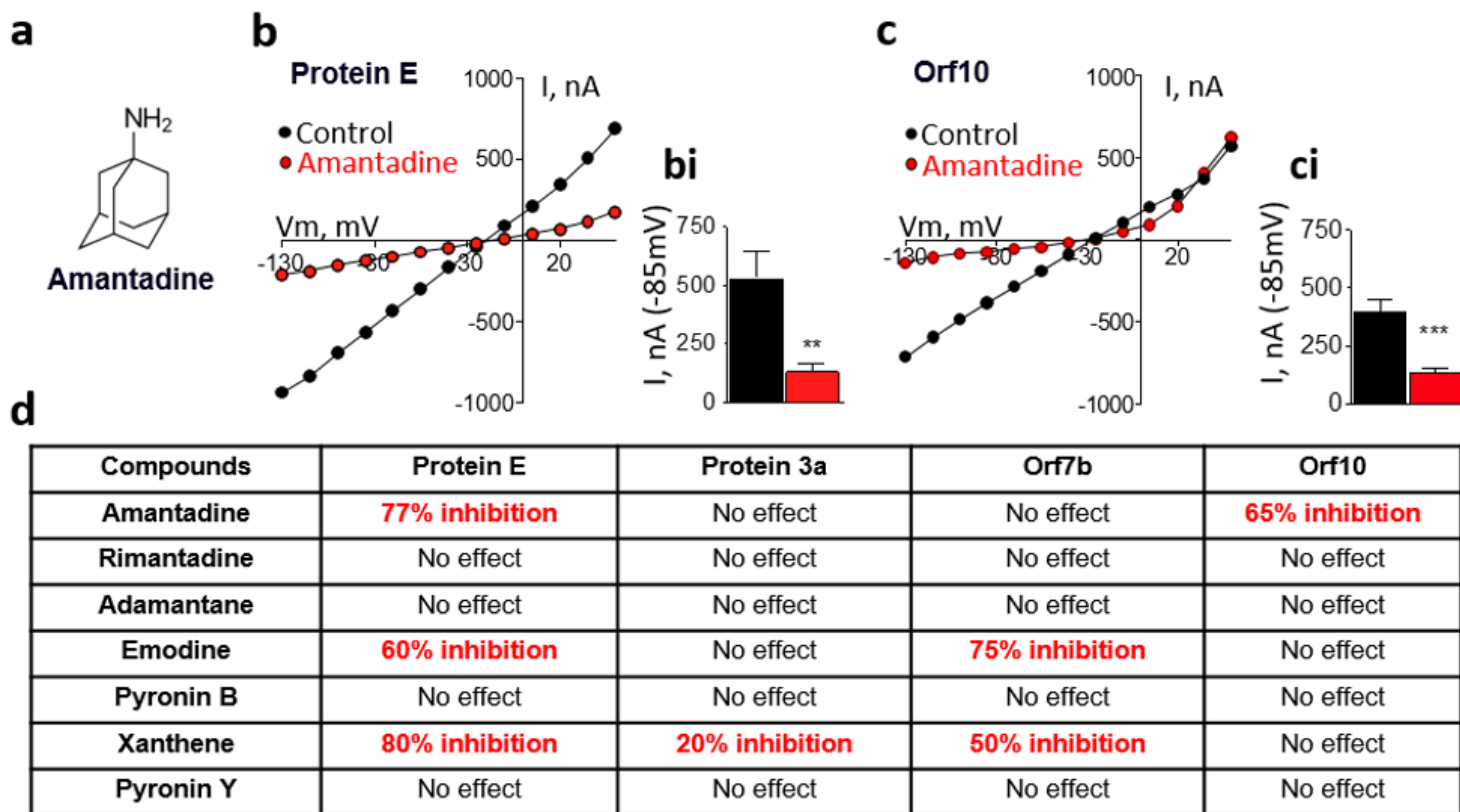 a
NH2
Amantadine
b
Protein E
I, nA
Control
Amantadine
Vm, mV
1000
500
-500
-1000
-130
-80
-30
20
bi
I, nA (-85mV)
750
500
250
0
**
c
Orf10
I, nA
Control
Amantadine
Vm, mV
1000
500
-500
-1000
-130
-80
-30
20
ci
I, nA (-85mV)
750
500
250
0
***
d
Compounds Protein E Protein 3a Orf7b Orf10
Amantadine 77% inhibition No effect No effect 65% inhibition
Rimantadine No effect No effect No effect No effect
Adamantane No effect No effect No effect No effect
Emodine 60% inhibition No effect 75% inhibition No effect
Pyronin B No effect No effect No effect No effect
Xanthene 80% inhibition 20% inhibition 50% inhibition No effect
Pyronin Y No effect No effect No effect No effect